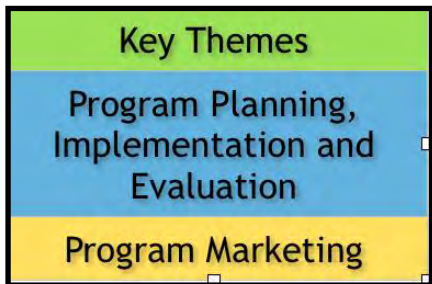 Key Themes
Program Planning,
Implementation and
Evaluation
Program Marketing